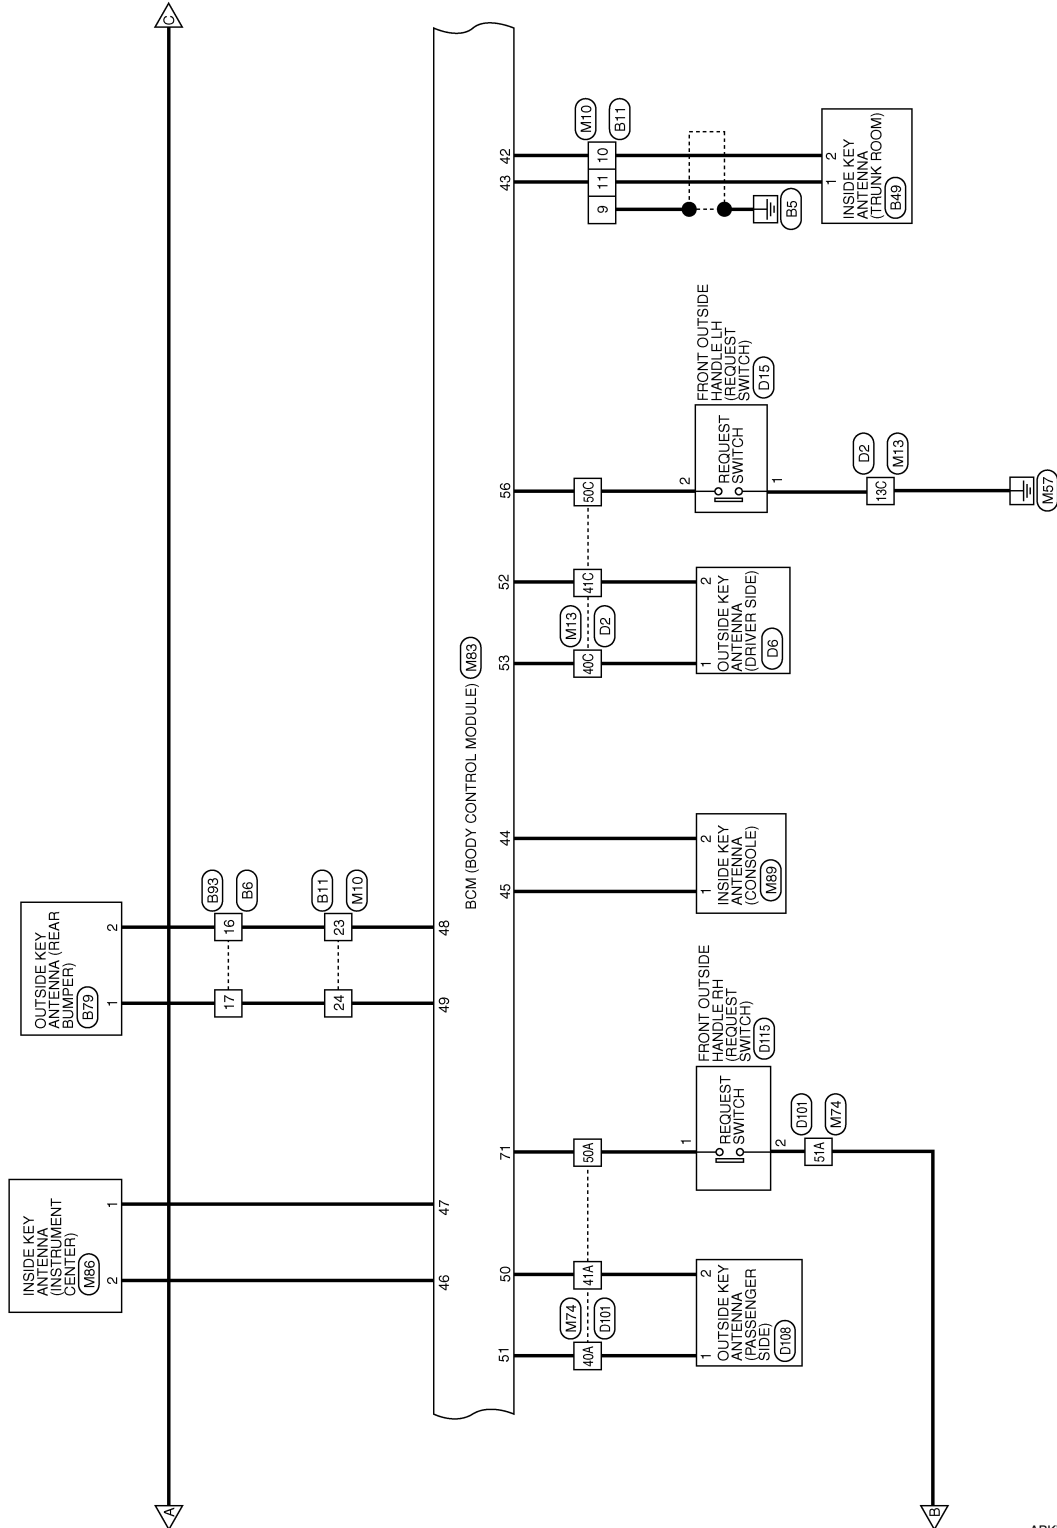 A
C
INSIDE KEY
ANTENNA
(INSTRUMENT
CENTER)
M86
2
1
OUTSIDE KEY
ANTENNA (REAR
BUMPER)
B79
1
2
17
16
B93
B6
24
23
B11
M10
46
47
49
48
BCM (BODY CONTROL MODULE)
M83
51
50
71
45
44
53
52
56
43
42
M74
D101
40A
41A
50A
M13
D2
40C
41C
50C
M10
B11
9
11
10
1
2
OUTSIDE KEY
ANTENNA
(PASSENGER
SIDE)
D108
1
REQUEST
SWITCH
2
FRONT OUTSIDE
HANDLE RH
(REQUEST
SWITCH)
D115
D101
M74
51A
B
1
2
INSIDE KEY
ANTENNA
(CONSOLE)
M89
1
2
OUTSIDE KEY
ANTENNA
(DRIVER SIDE)
D6
2
REQUEST
SWITCH
1
FRONT OUTSIDE
HANDLE LH
(REQUEST
SWITCH)
D15
D2
M13
13C
M57
B5
1
2
INSIDE KEY
ANTENNA
(TRUNK ROOM)
B49